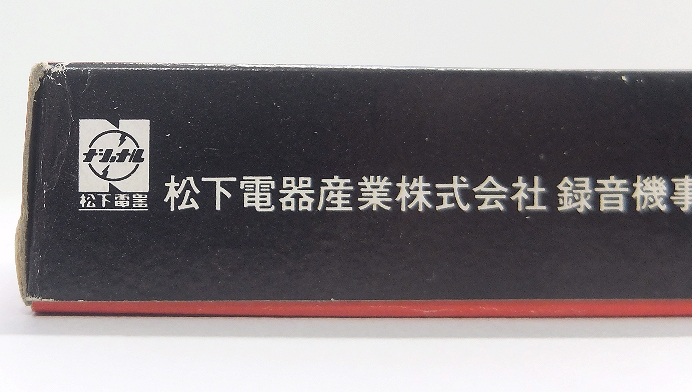 ナショナル
松下電器
松下電器産業株式会社 録音機事